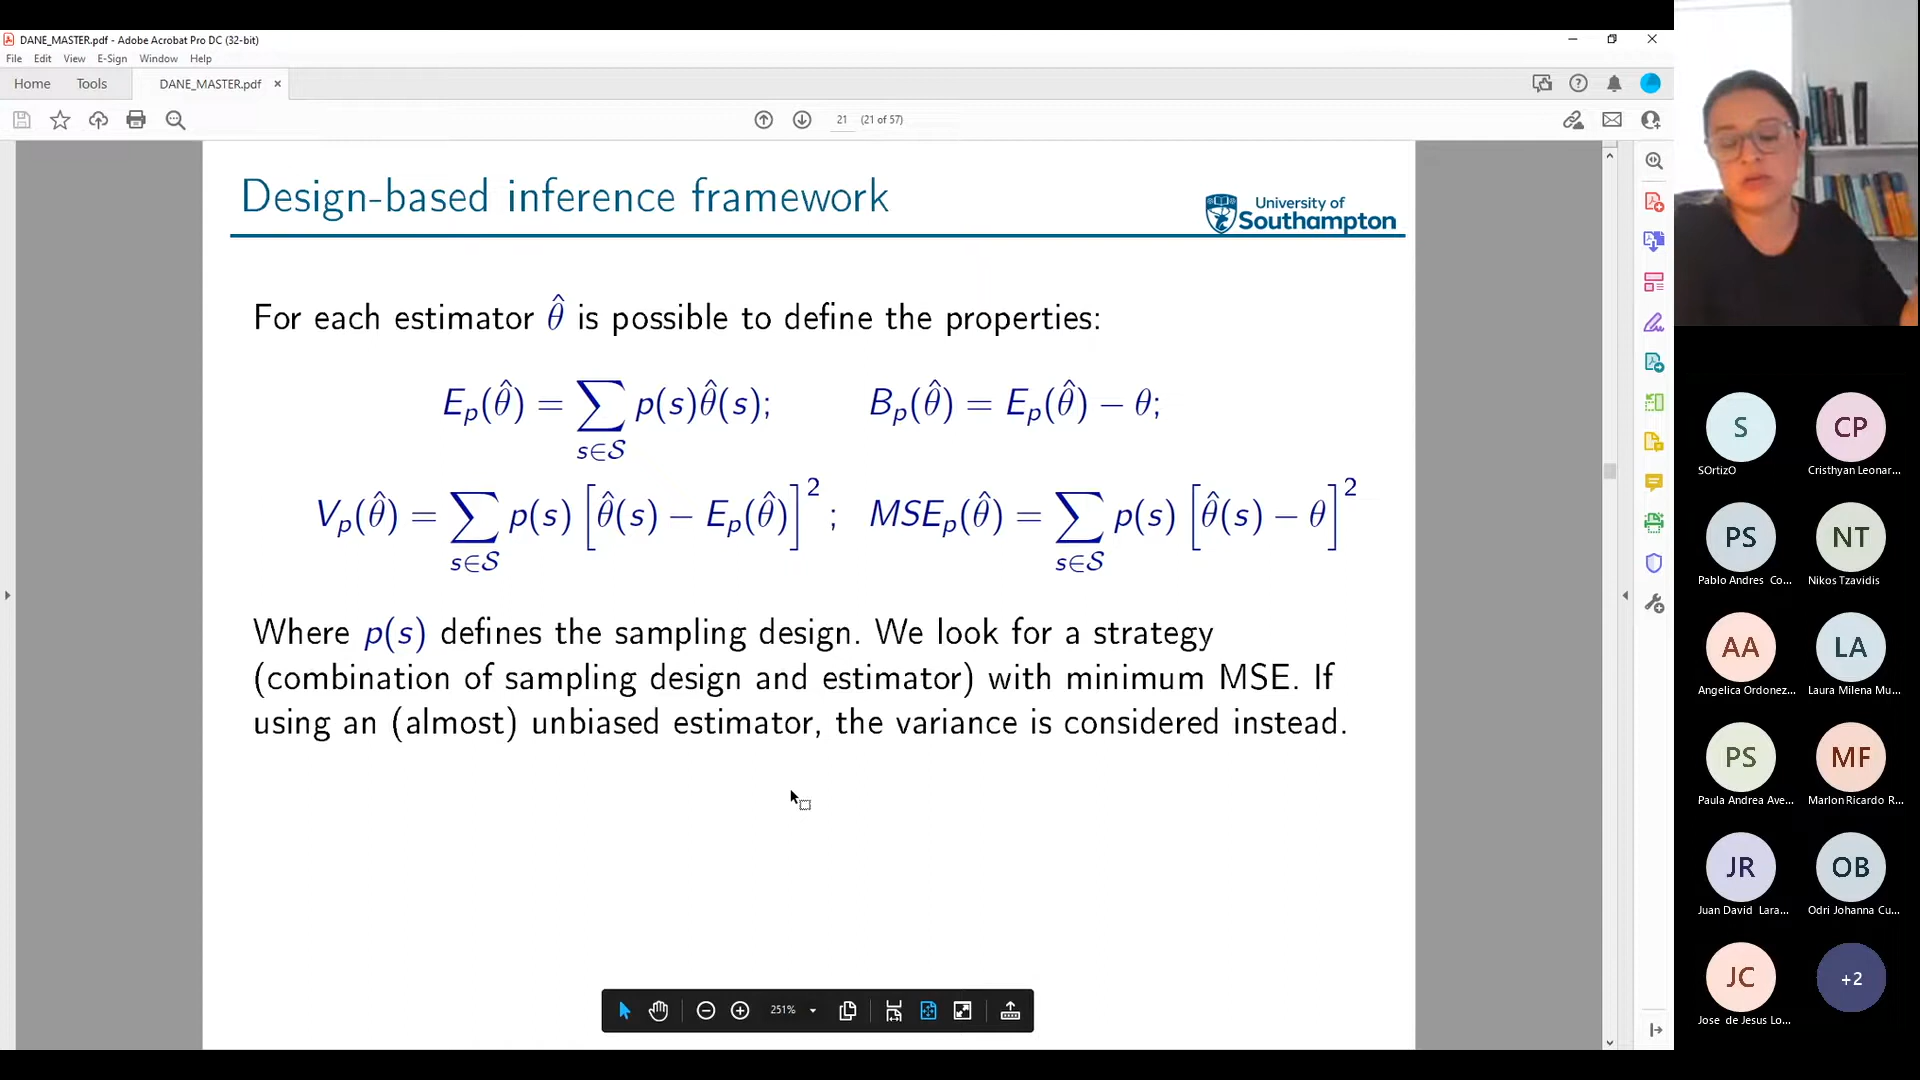 DANE_MASTER.pdf - Adobe Acrobat Pro DC (32-bit)
File Edit View E-Sign Window Help
Home Tools DANE_MASTER.pdf ×
21 (21 of 57)
Design-based inference framework
University of
Southampton
For each estimator θ̂ is possible to define the properties:
E_p(θ̂) = ∑_{s∈𝒮} p(s)θ̂(s); B_p(θ̂) = E_p(θ̂) − θ;
V_p(θ̂) = ∑_{s∈𝒮} p(s) [θ̂(s) − E_p(θ̂)]²; MSE_p(θ̂) = ∑_{s∈𝒮} p(s) [θ̂(s) − θ]²
Where p(s) defines the sampling design. We look for a strategy
(combination of sampling design and estimator) with minimum MSE. If
using an (almost) unbiased estimator, the variance is considered instead.
251%
S CP
SOrtizO Cristhyan Leonar...
PS NT
Pablo Andres Co... Nikos Tzavidis
AA LA
Angelica Ordonez... Laura Milena Mu...
PS MF
Paula Andrea Ave... Marlon Ricardo R...
JR OB
Juan David Lara... Odri Johanna Cu...
JC +2
Jose de Jesus Lo...